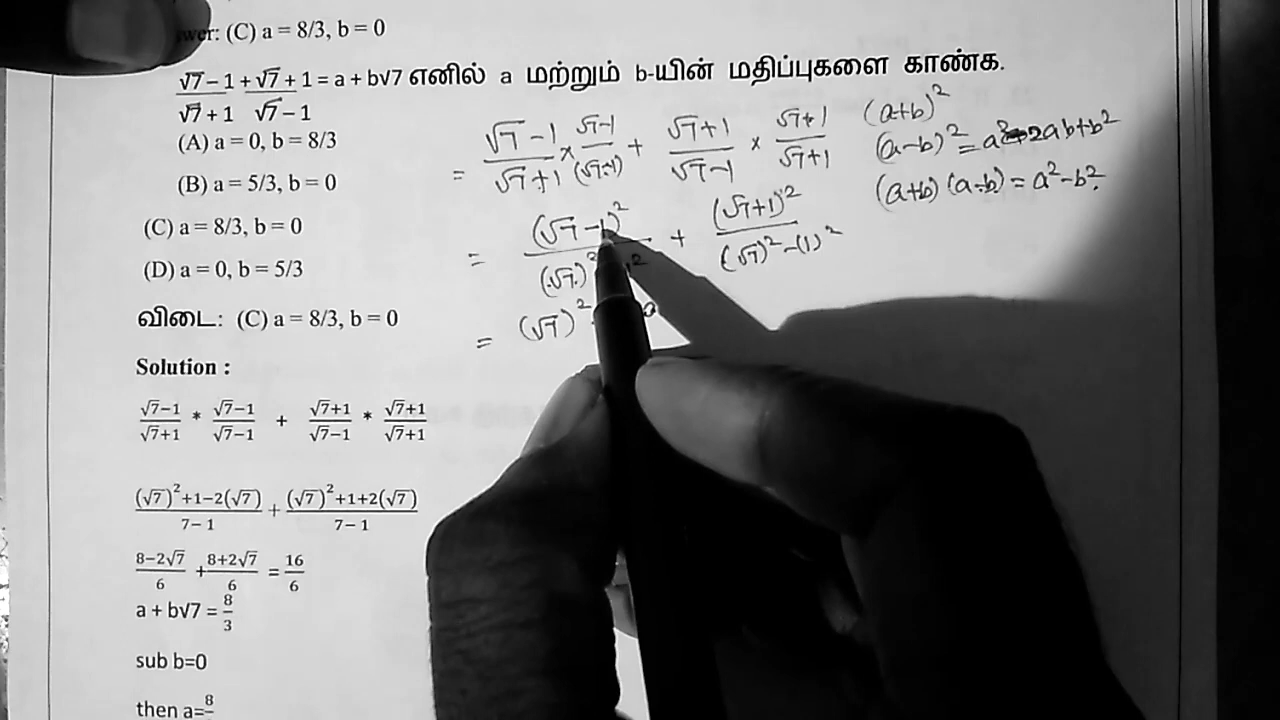 wer: (C) a = 8/3, b = 0
√7 – 1 + √7 + 1 = a + b√7 எனில் a மற்றும் b-யின் மதிப்புகளை காண்க.
√7 + 1 √7 – 1
(A) a = 0, b = 8/3
(B) a = 5/3, b = 0
(C) a = 8/3, b = 0
(D) a = 0, b = 5/3
விடை: (C) a = 8/3, b = 0
Solution :
√7−1 * √7−1 + √7+1 * √7+1
√7+1 √7−1 √7−1 √7+1
(√7)²+1−2(√7) + (√7)²+1+2(√7)
7−1 7−1
8−2√7 + 8+2√7 = 16
6 6 6
a + b√7 = 8/3
sub b=0
then a= 8
√7 −1 × √7−1 + √7+1 × √7+1
= √7+1 (√7−1) √7−1 √7+1
= (√7 −1)² + (√7+1)²
(√7)² ² (√7)² −(1)²
= (√7)²
(a+b)²
(a−b)² = a² − 2ab + b²
(a+b) (a−b) = a² − b².